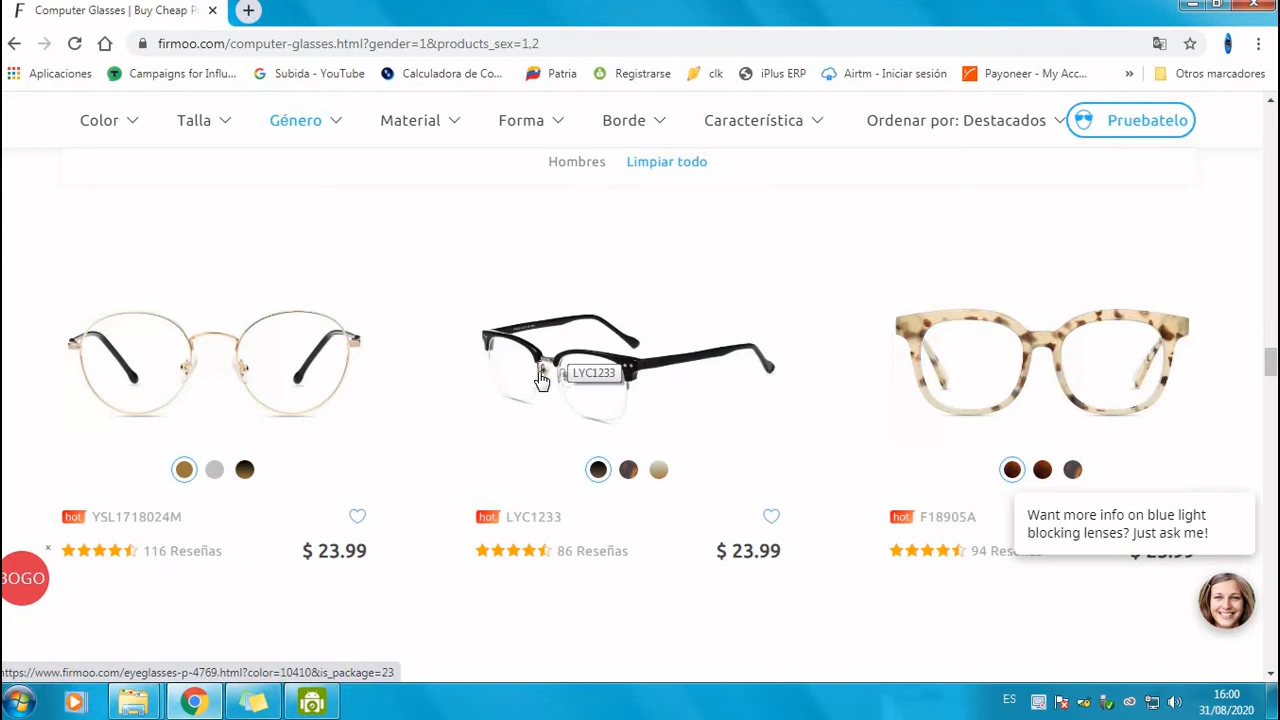 Computer Glasses | Buy Cheap P
firmoo.com/computer-glasses.html?gender=1&products_sex=1,2
Aplicaciones
Campaigns for Influ...
Subida - YouTube
Calculadora de Co...
Patria
Registrarse
.:lk
iPlus ERP
Airtm - Iniciar sesión
Payoneer - My Acc...
»
Otros marcadores
Color
Talla
Género
Material
Forma
Borde
Característica
Ordenar por: Destacados
Pruebatelo
Hombres
Limpiar todo
LYC1233
hot YSL1718024M
hot LYC1233
hot F18905A
116 Reseñas
$ 23.99
86 Reseñas
$ 23.99
94 Reseñas
$ 23.99
Want more info on blue light
blocking lenses? Just ask me!
BOGO
https://www.firmoo.com/eyeglasses-p-4769.html?color=10410&is_package=23
ES
16:00
31/08/2020